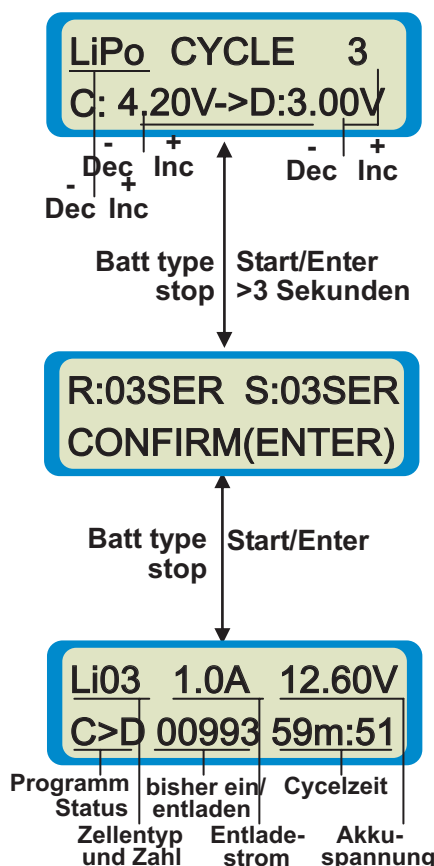 LiPo CYCLE 3
C: 4.20V->D:3.00V
- + - +
Dec Inc Dec Inc
- +
Dec Inc
Batt type Start/Enter
stop >3 Sekunden
R:03SER S:03SER
CONFIRM(ENTER)
Batt type Start/Enter
stop
Li03 1.0A 12.60V
C>D 00993 59m:51
Programm bisher ein/ Cycelzeit
Status entladen
Zellentyp Entlade- Akku-
und Zahl strom spannung